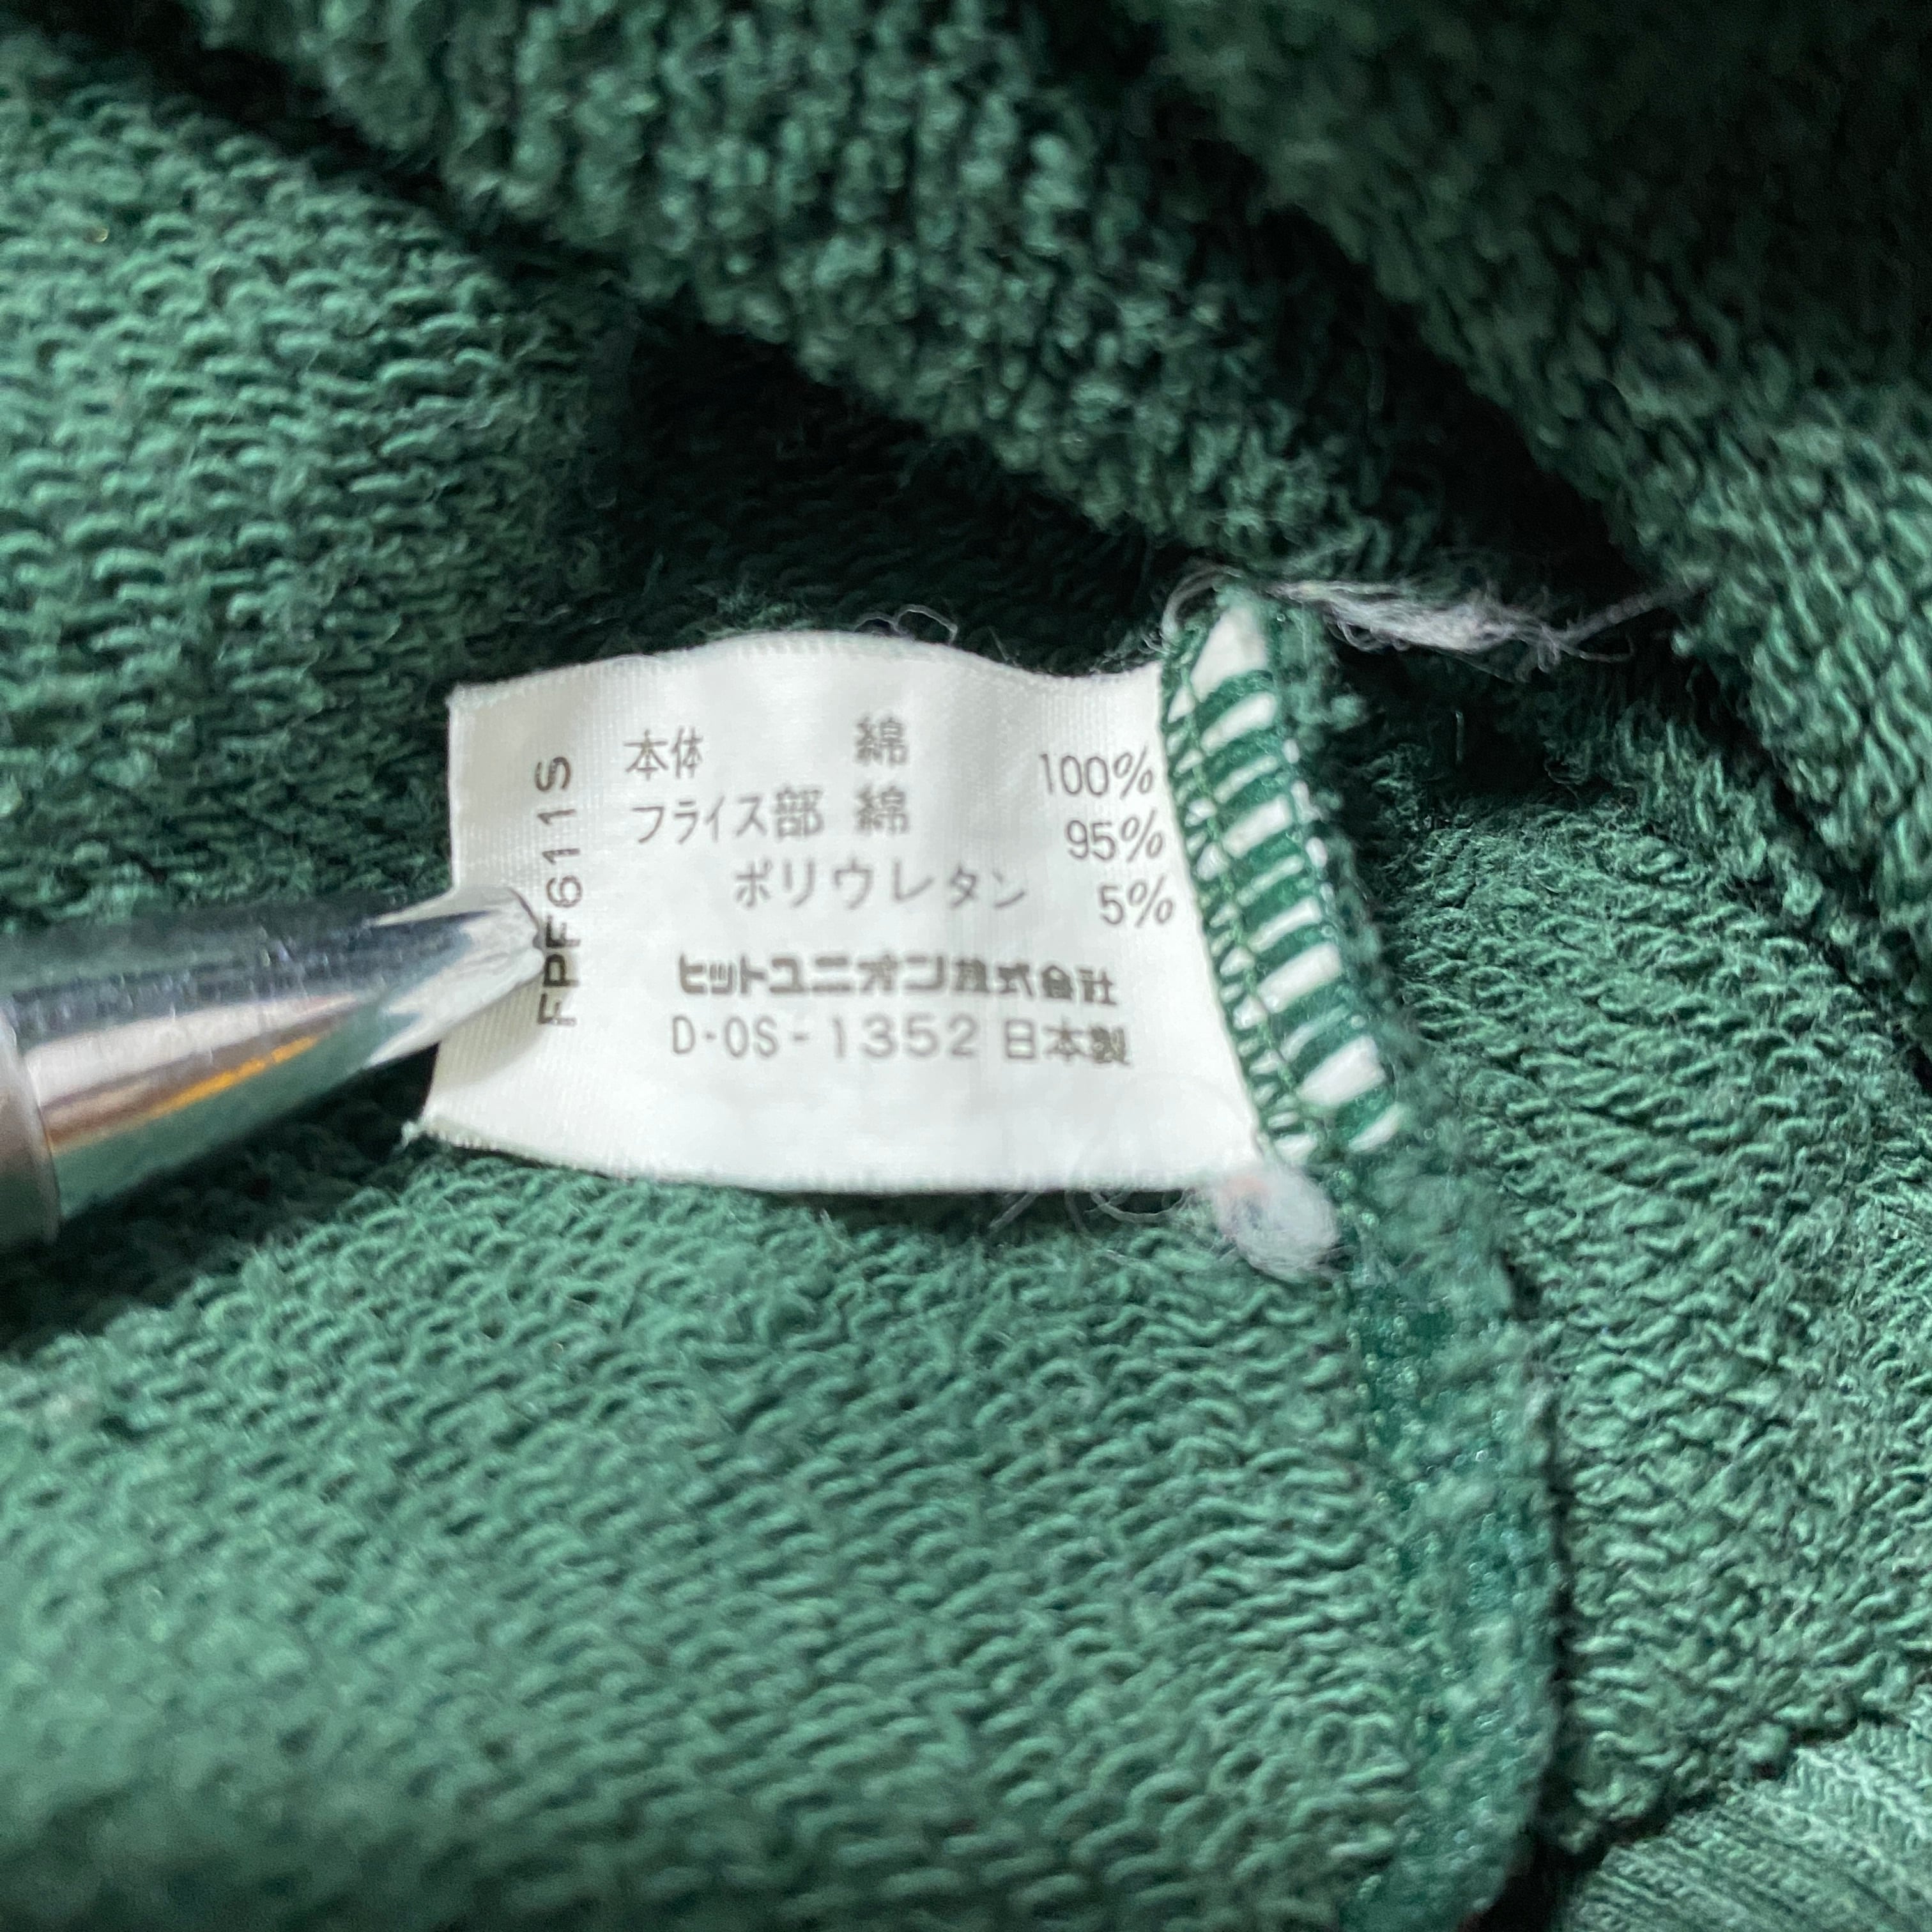 本体 綿 100%
フライス部 綿 95%
ポリウレタン 5%
ヒットユニオン株式会社
D-OS-1352 日本製
FPF6111S